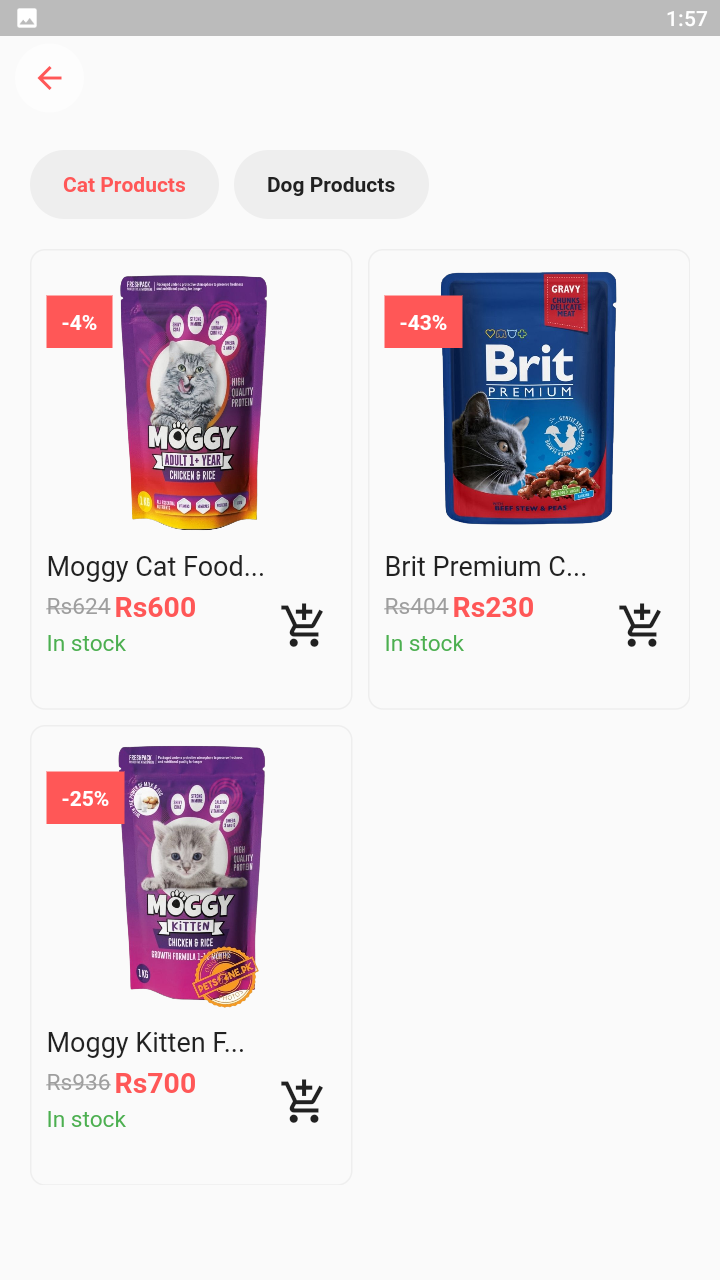 1:57
Cat Products
Dog Products
-4%
FRESHPACK
HIGH
QUALITY
PROTEIN
MOGGY
ADULT 1+ YEAR
CHICKEN & RICE
Moggy Cat Food...
Rs624 Rs600
In stock
-43%
GRAVY
CHUNKS
DELICATE
MEAT
Brit
PREMIUM
BEEF STEW & PEAS
Brit Premium C...
Rs404 Rs230
In stock
-25%
FRESHPACK
HIGH
QUALITY
PROTEIN
MOGGY
KITTEN
CHICKEN & RICE
GROWTH FORMULA
1 KG
PETSONE.PK
Moggy Kitten F...
Rs936 Rs700
In stock